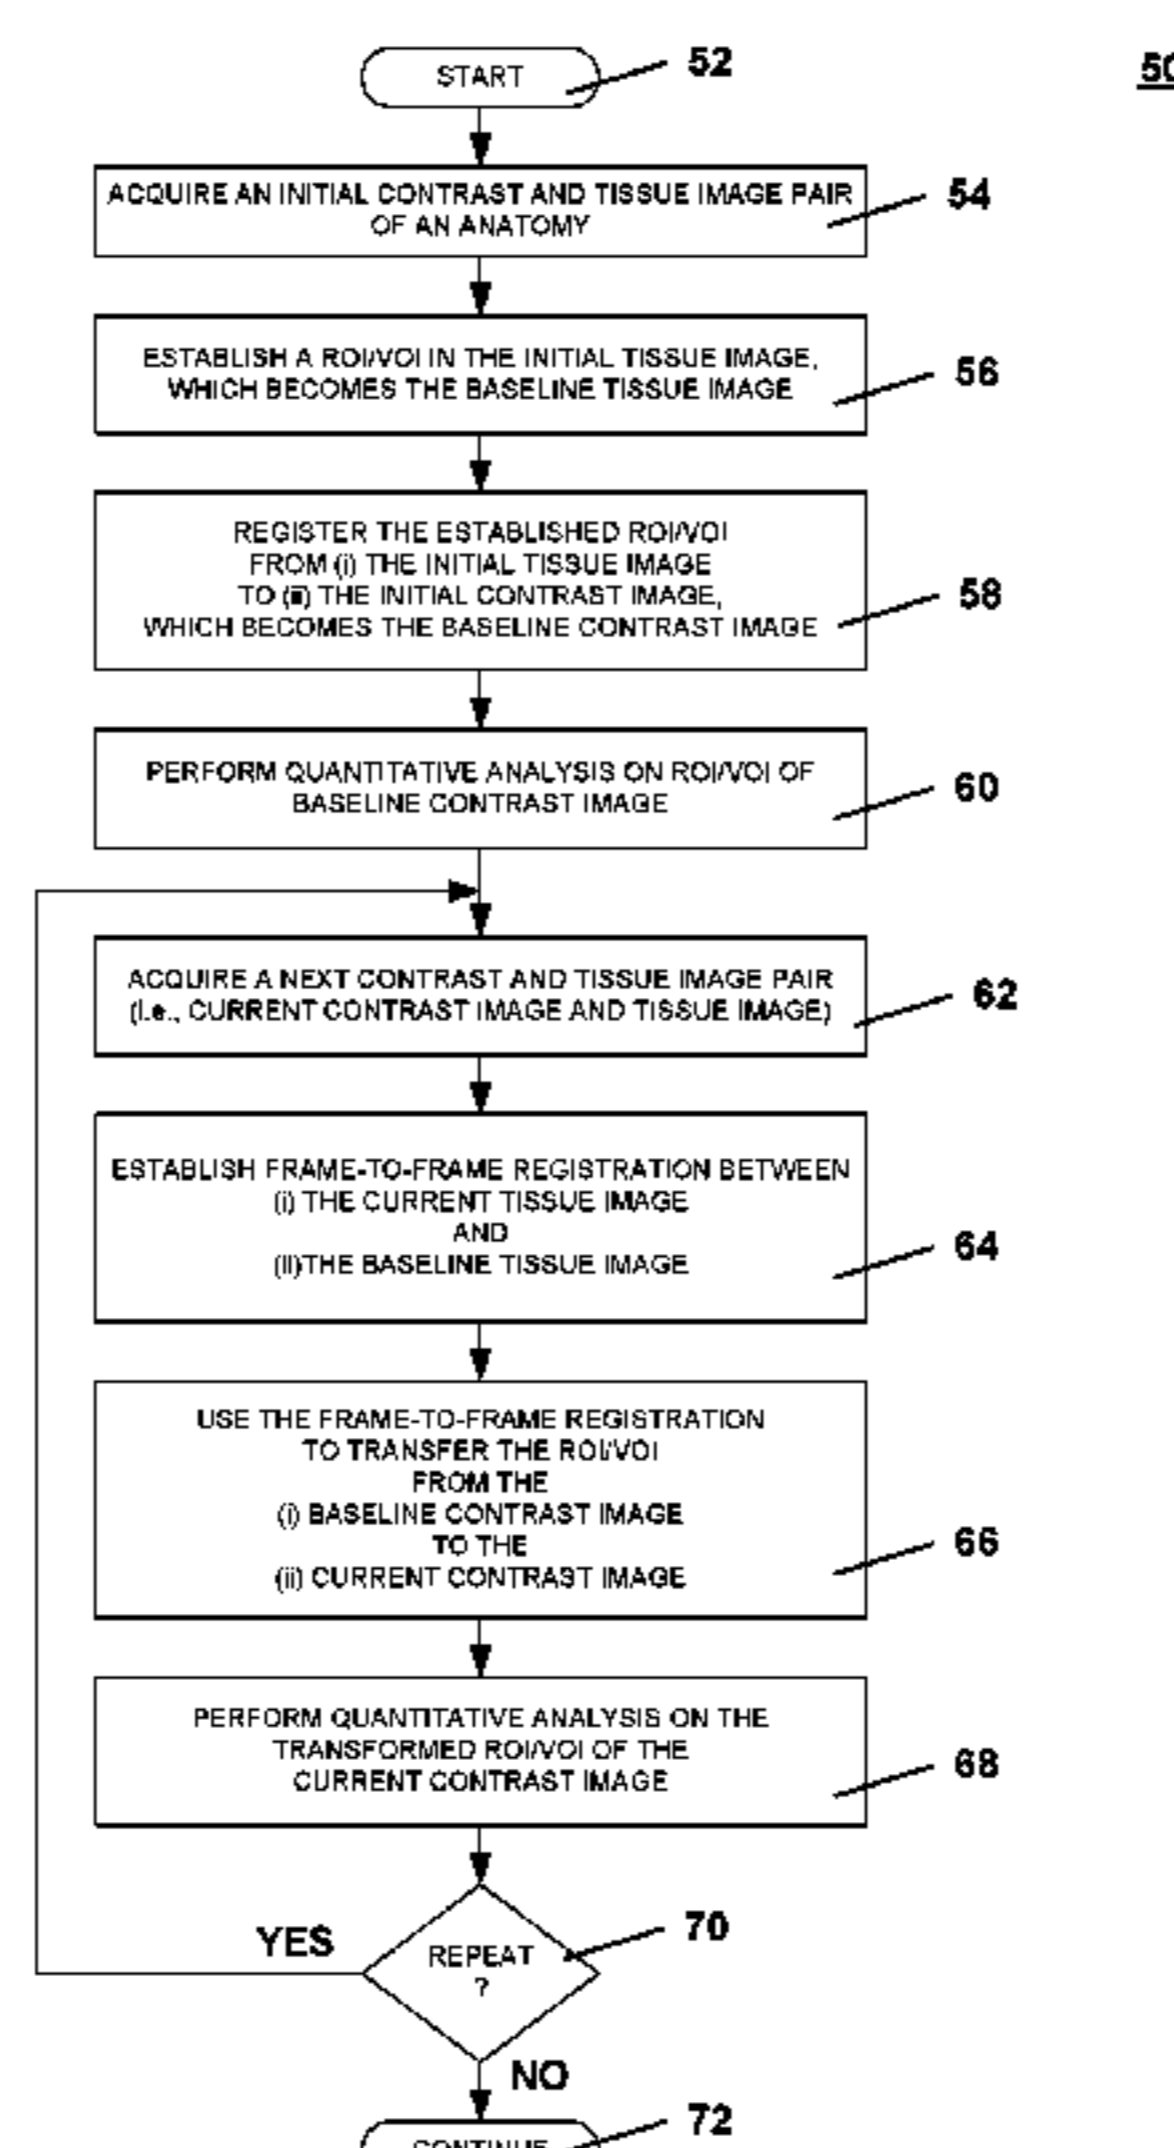 START
52
50
ACQUIRE AN INITIAL CONTRAST AND TISSUE IMAGE PAIR
OF AN ANATOMY
54
ESTABLISH A ROI/VOI IN THE INITIAL TISSUE IMAGE,
WHICH BECOMES THE BASELINE TISSUE IMAGE
56
REGISTER THE ESTABLISHED ROI/VOI
FROM (i) THE INITIAL TISSUE IMAGE
TO (ii) THE INITIAL CONTRAST IMAGE,
WHICH BECOMES THE BASELINE CONTRAST IMAGE
58
PERFORM QUANTITATIVE ANALYSIS ON ROI/VOI OF
BASELINE CONTRAST IMAGE
60
ACQUIRE A NEXT CONTRAST AND TISSUE IMAGE PAIR
(i.e., CURRENT CONTRAST IMAGE AND TISSUE IMAGE)
62
ESTABLISH FRAME-TO-FRAME REGISTRATION BETWEEN
(i) THE CURRENT TISSUE IMAGE
AND
(ii)THE BASELINE TISSUE IMAGE
64
USE THE FRAME-TO-FRAME REGISTRATION
TO TRANSFER THE ROI/VOI
FROM THE
(i) BASELINE CONTRAST IMAGE
TO THE
(ii) CURRENT CONTRAST IMAGE
66
PERFORM QUANTITATIVE ANALYSIS ON THE
TRANSFORMED ROI/VOI OF THE
CURRENT CONTRAST IMAGE
68
YES
REPEAT
?
70
NO
72
CONTINUE